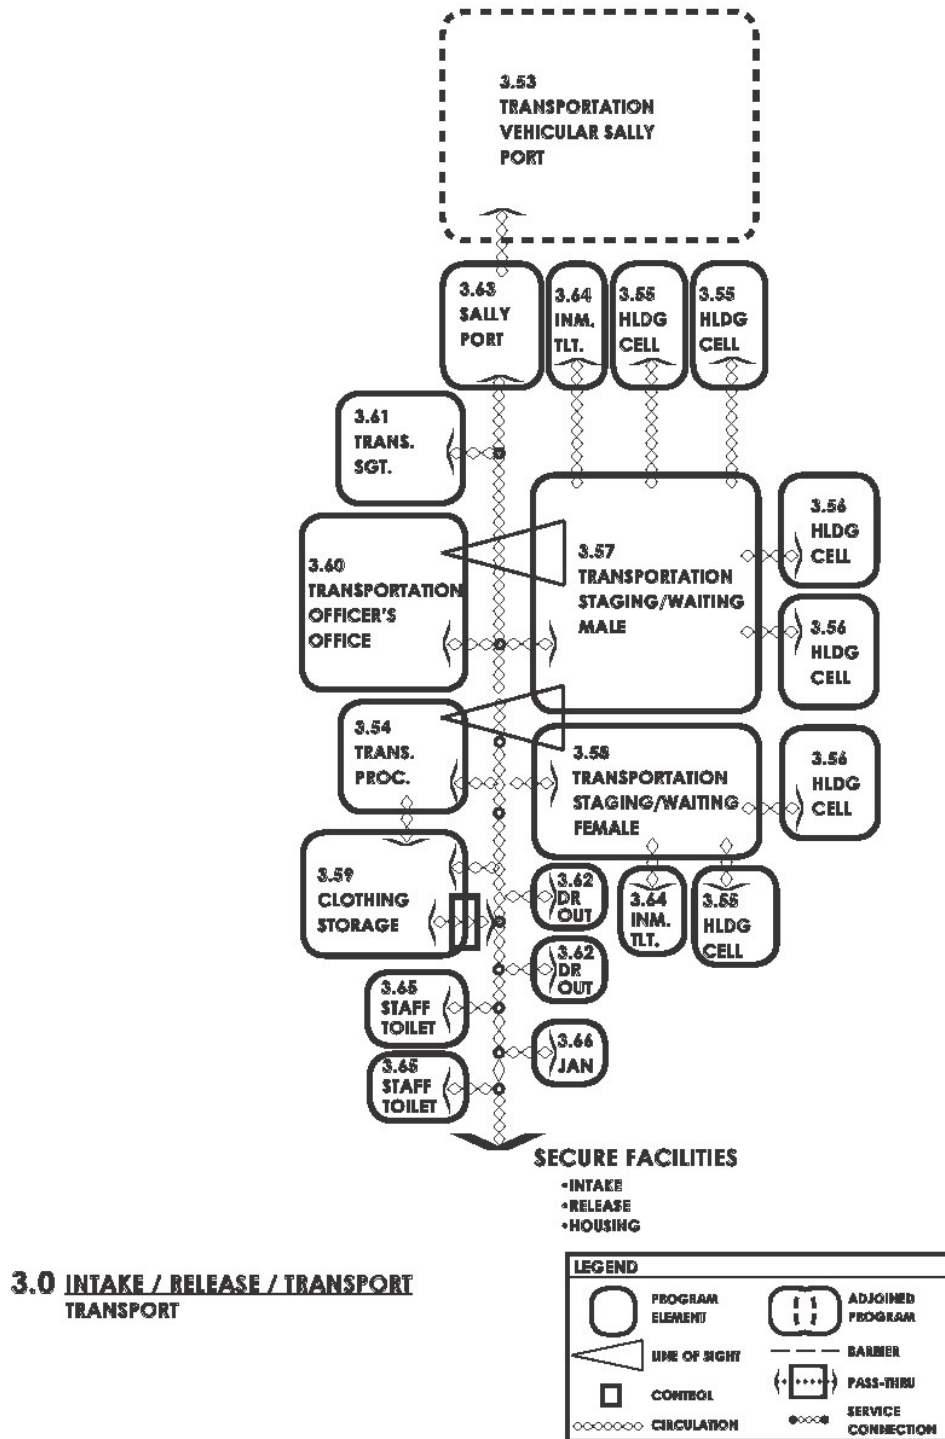 3.53
TRANSPORTATION
VEHICULAR SALLY
PORT
3.63
SALLY
PORT
3.64
INM.
TLT.
3.55
HLDG
CELL
3.55
HLDG
CELL
3.61
TRANS.
SGT.
3.60
TRANSPORTATION
OFFICER'S
OFFICE
3.57
TRANSPORTATION
STAGING/WAITING
MALE
3.56
HLDG
CELL
3.56
HLDG
CELL
3.54
TRANS.
PROC.
3.58
TRANSPORTATION
STAGING/WAITING
FEMALE
3.56
HLDG
CELL
3.59
CLOTHING
STORAGE
3.62
DR
OUT
3.64
INM.
TLT.
3.55
HLDG
CELL
3.62
DR
OUT
3.65
STAFF
TOILET
3.66
JAN
3.65
STAFF
TOILET
SECURE FACILITIES
•INTAKE
•RELEASE
•HOUSING
3.0 INTAKE / RELEASE / TRANSPORT
TRANSPORT
LEGEND
PROGRAM
ELEMENT
ADJOINED
PROGRAM
LINE OF SIGHT
BARRIER
CONTROL
PASS-THRU
CIRCULATION
SERVICE
CONNECTION